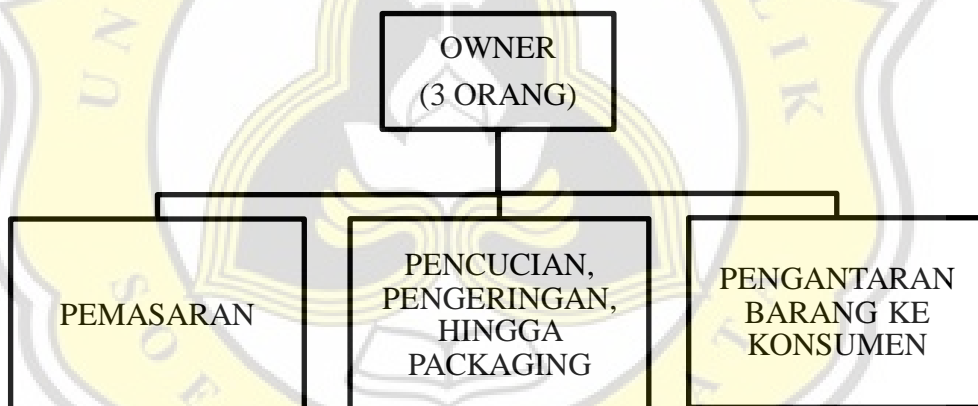 OWNER
(3 ORANG)
PEMASARAN
PENCUCIAN,
PENGERINGAN,
HINGGA
PACKAGING
PENGANTARAN
BARANG KE
KONSUMEN